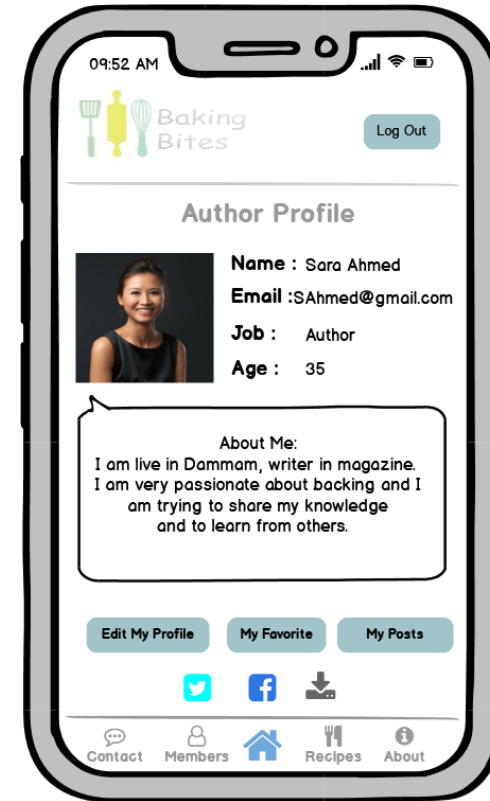 09:52 AM
Baking
Bites
Log Out
Author Profile
Name : Sara Ahmed
Email :SAhmed@gmail.com
Job : Author
Age : 35
About Me:
I am live in Dammam, writer in magazine.
I am very passionate about backing and I
am trying to share my knowledge
and to learn from others.
Edit My Profile
My Favorite
My Posts
Contact
Members
Recipes
About